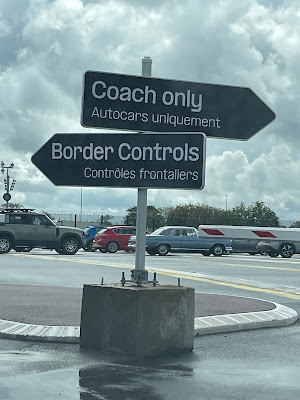 Coach only
Autocars uniquement
Border Controls
Contrôles frontaliers